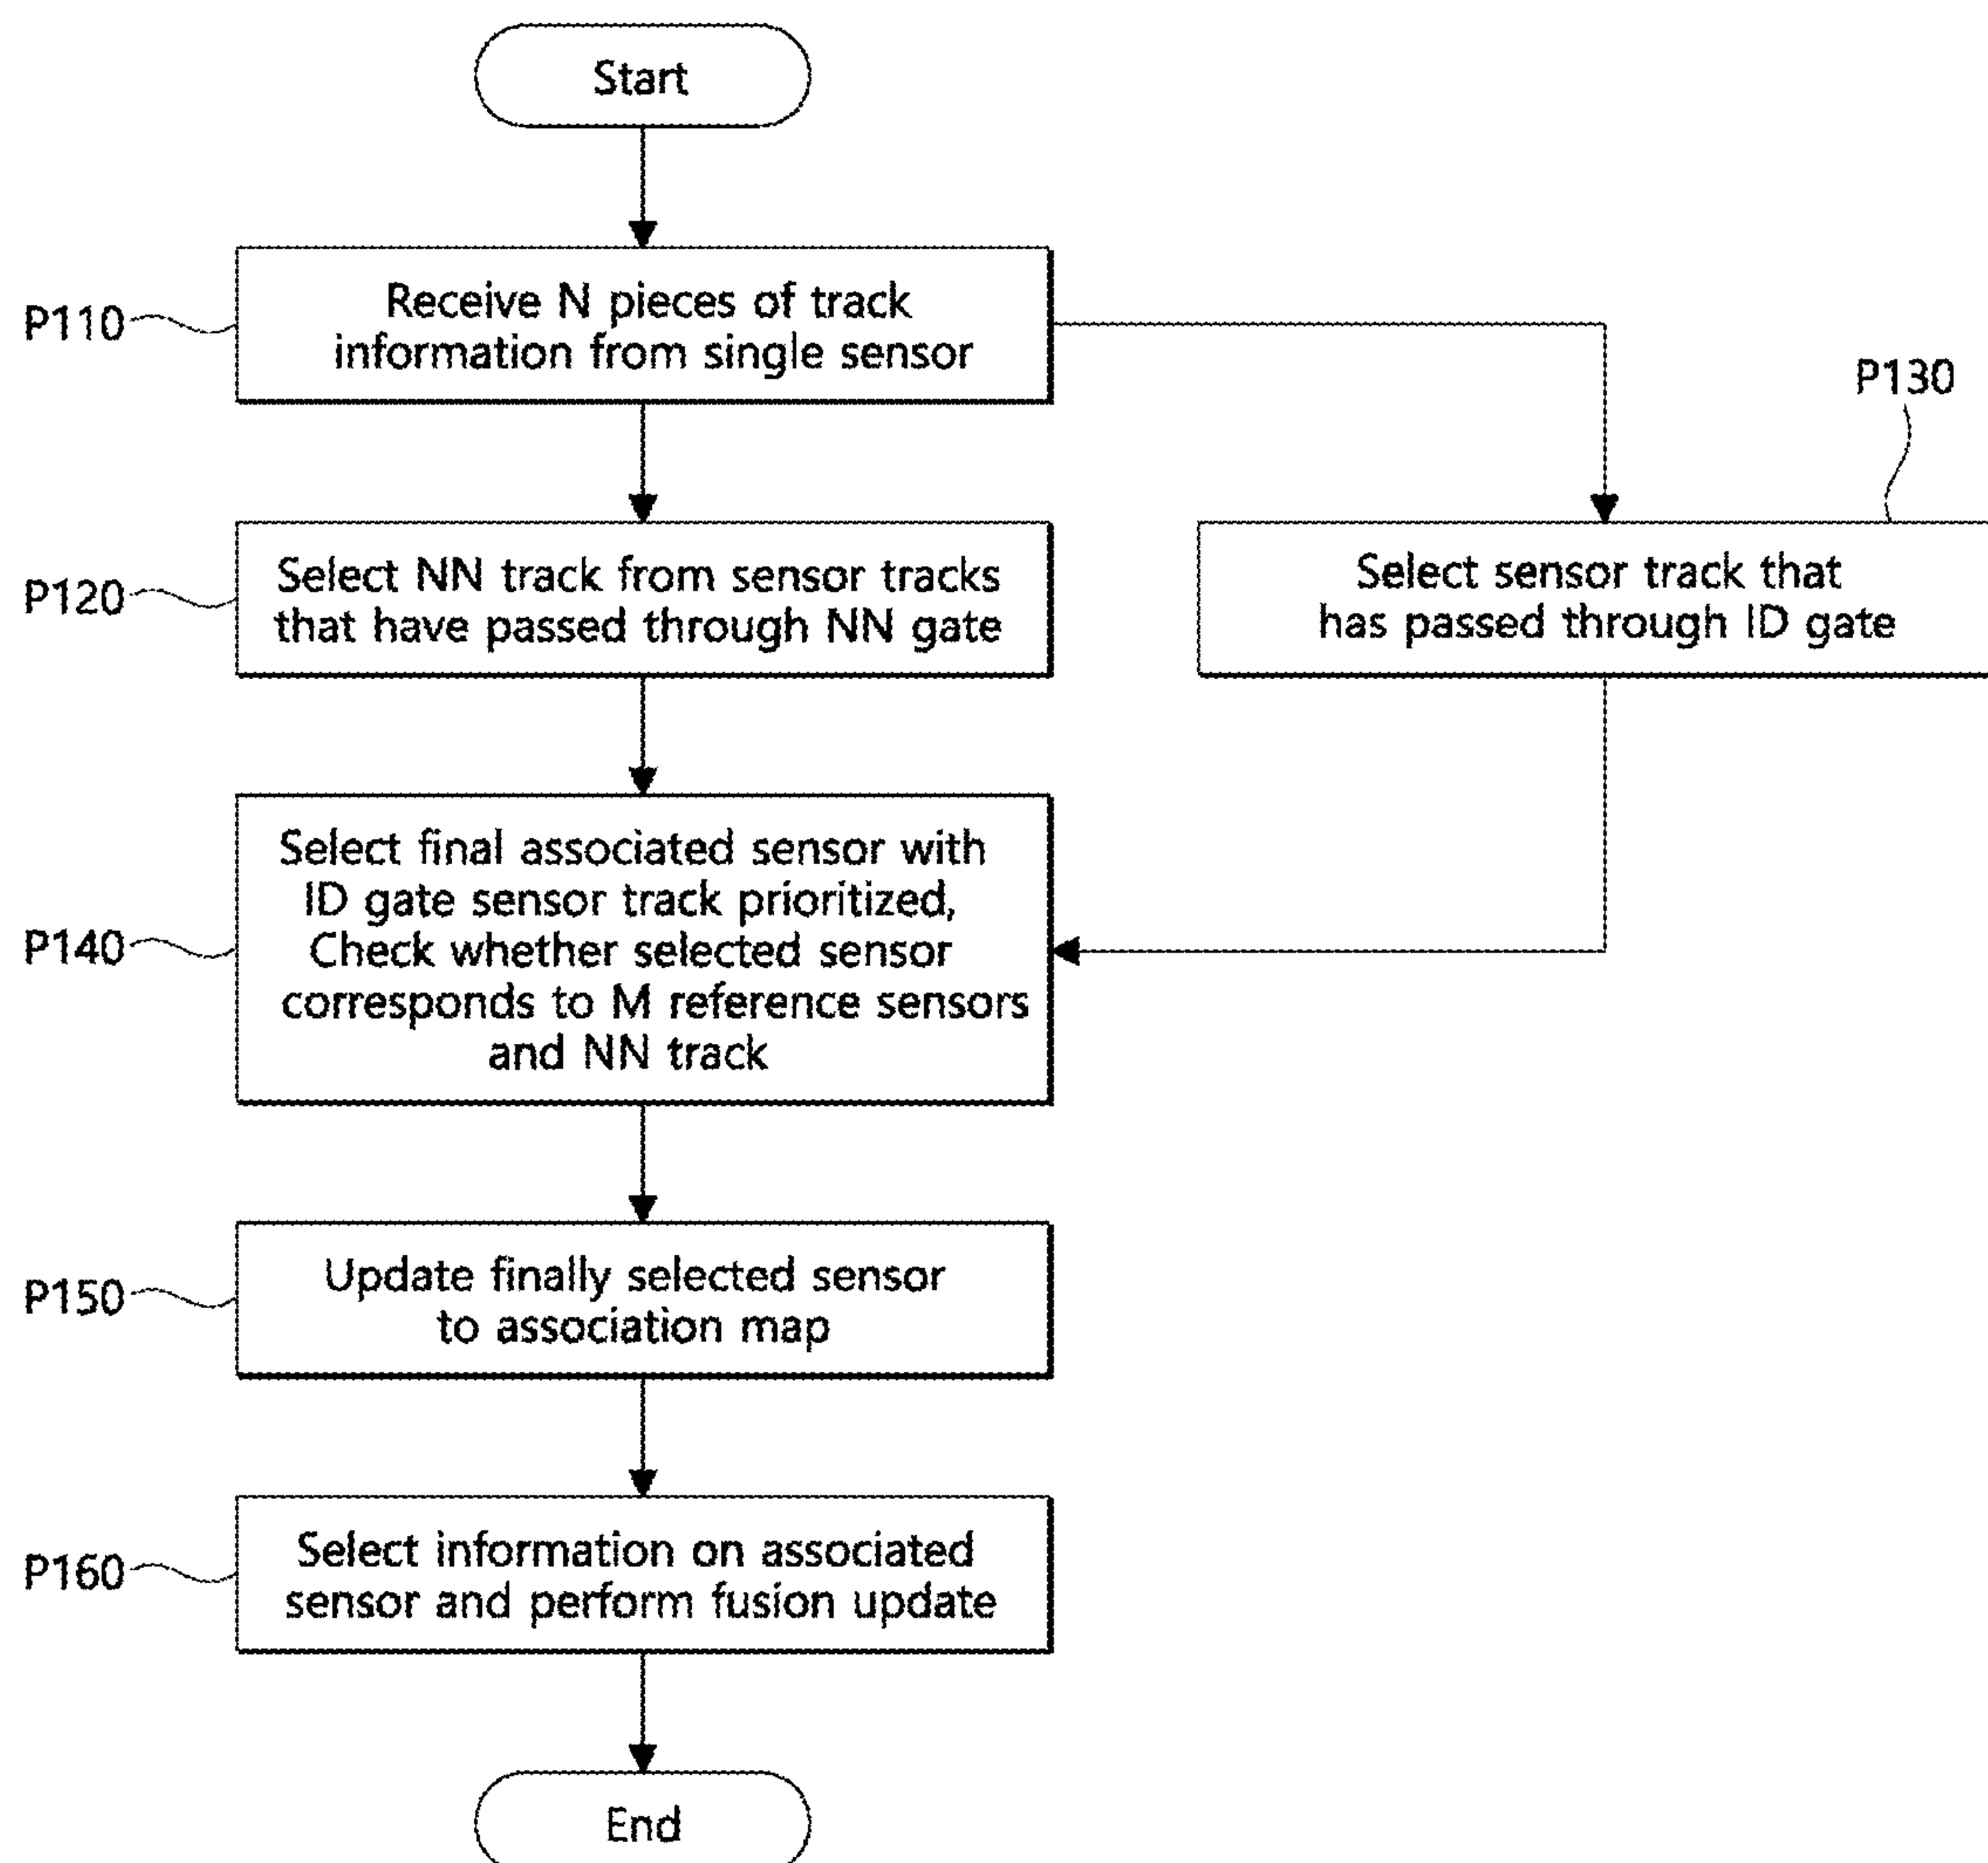 Start
P110
Receive N pieces of track
information from single sensor
P130
P120
Select NN track from sensor tracks
that have passed through NN gate
Select sensor track that
has passed through ID gate
P140
Select final associated sensor with
ID gate sensor track prioritized,
Check whether selected sensor
corresponds to M reference sensors
and NN track
P150
Update finally selected sensor
to association map
P160
Select information on associated
sensor and perform fusion update
End